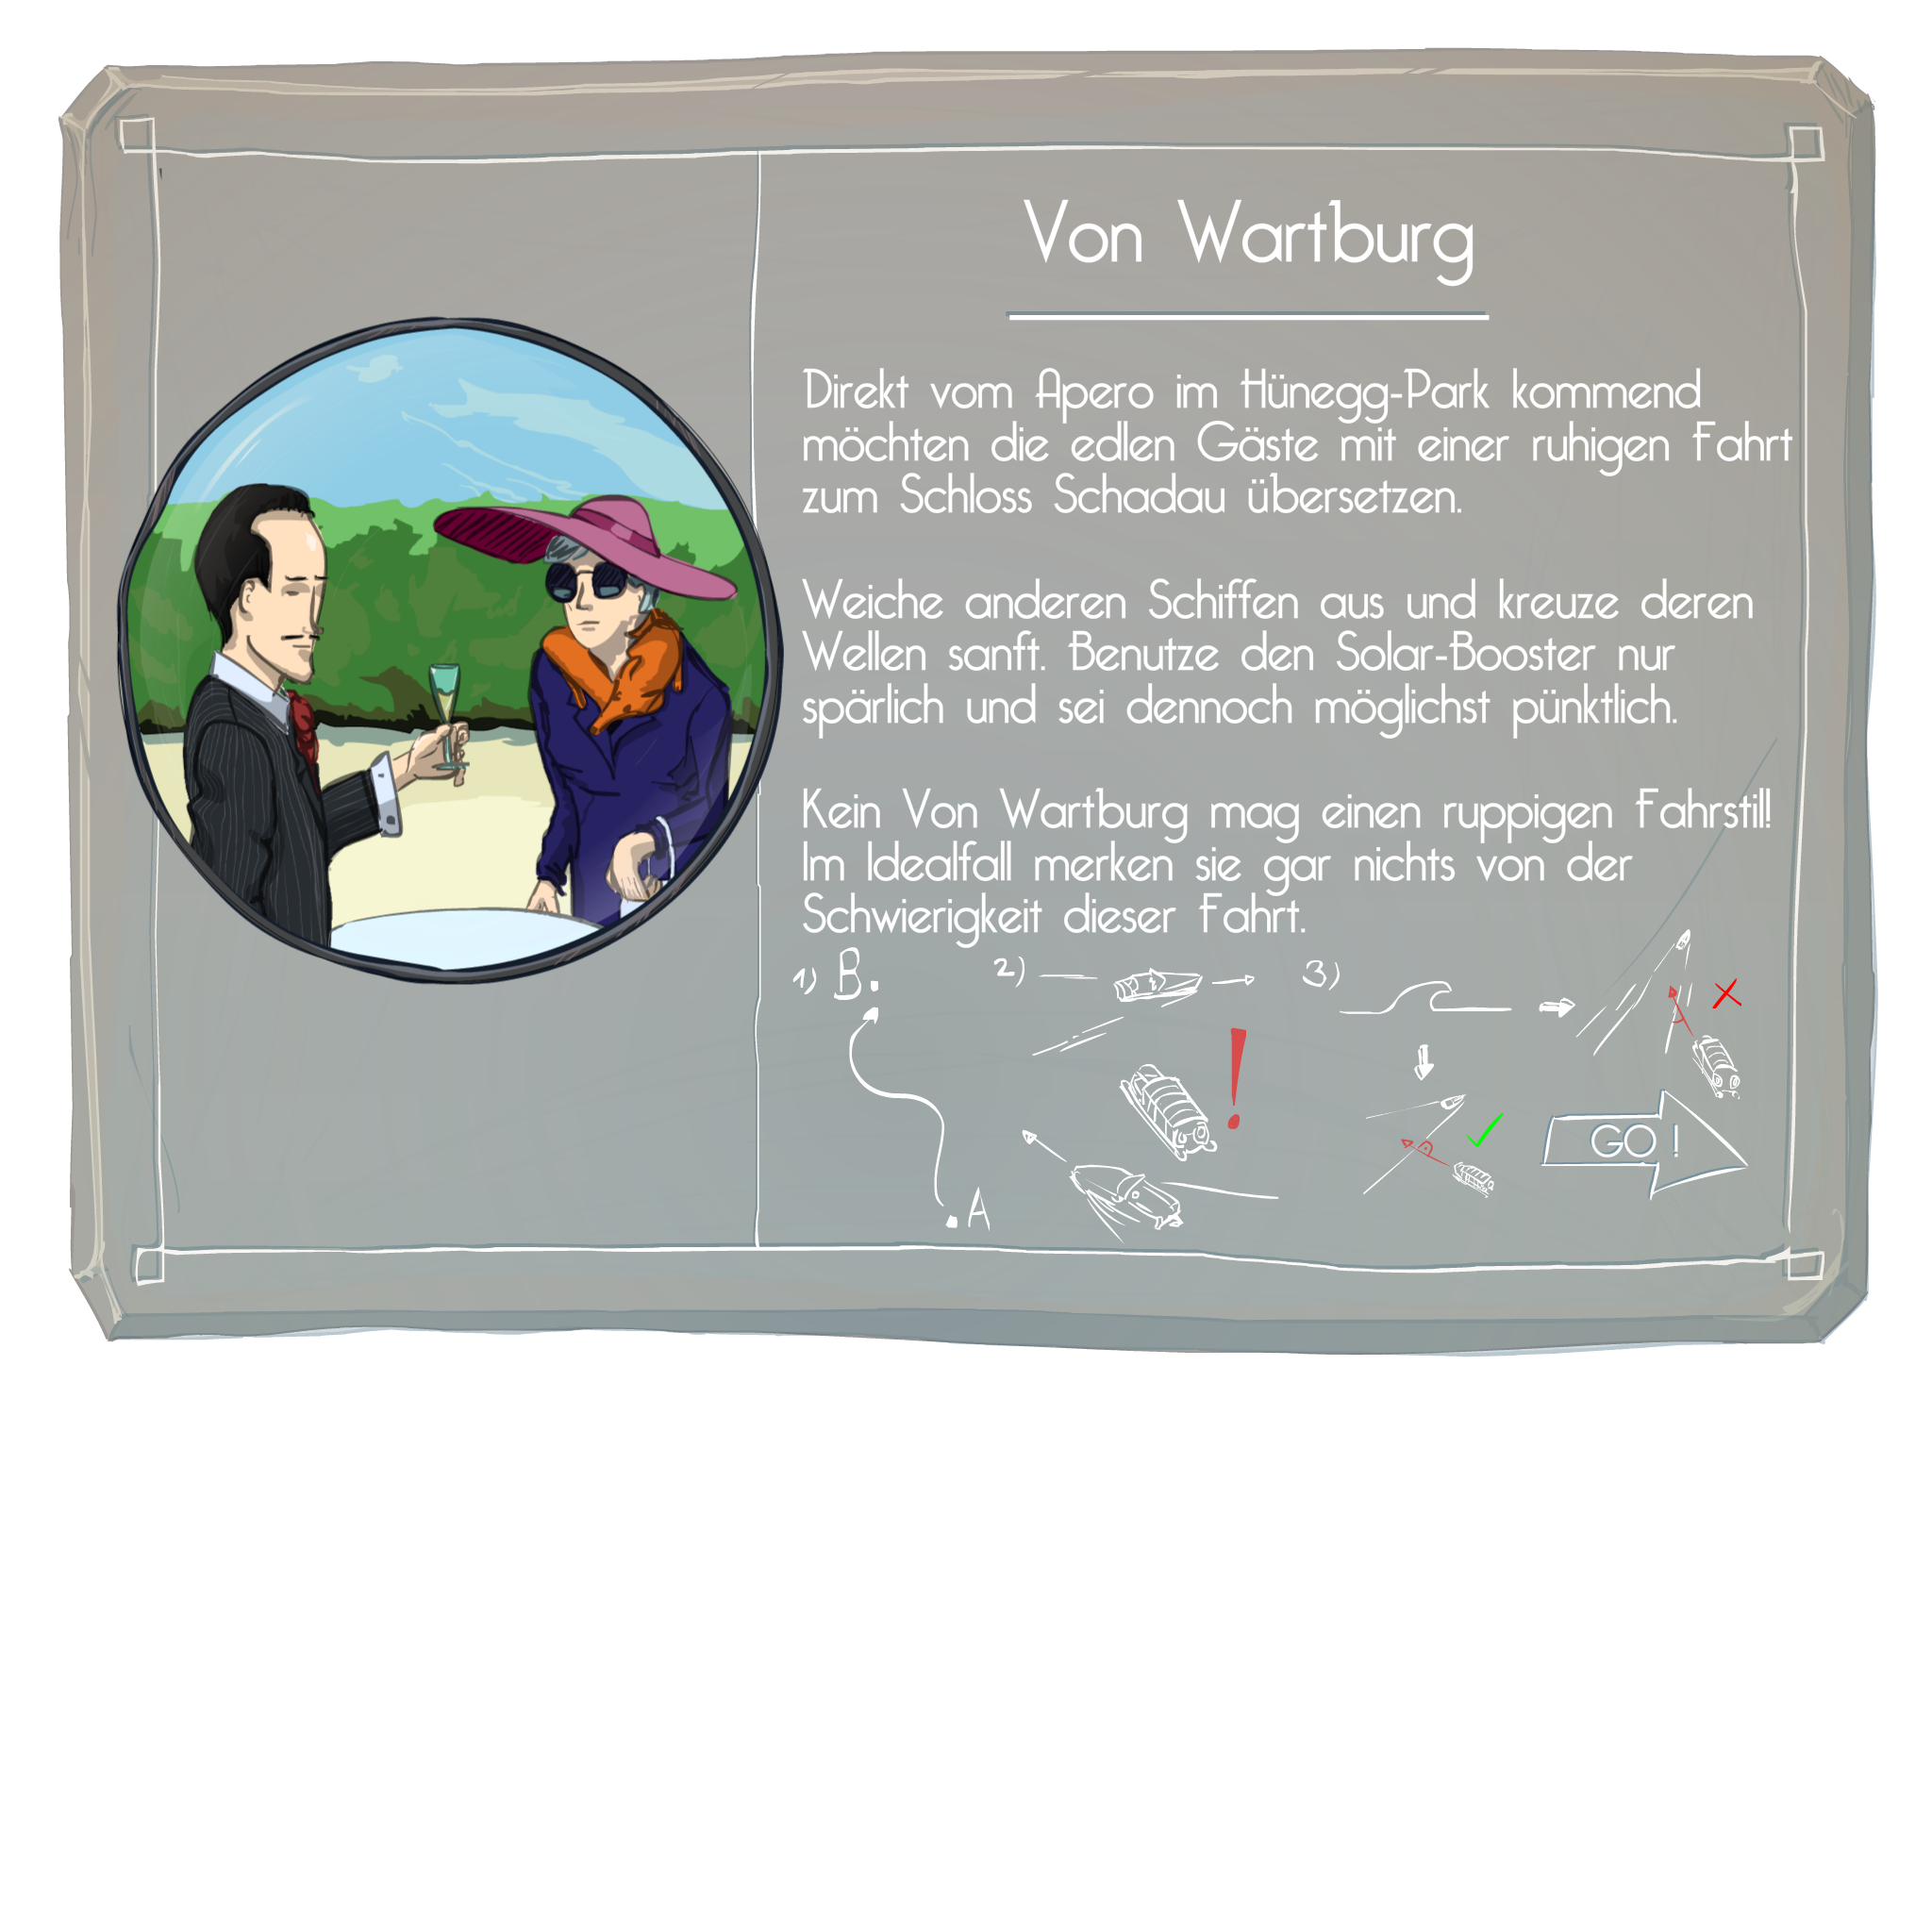 Von Wartburg
Direkt vom Apero im Hünegg-Park kommend
möchten die edlen Gäste mit einer ruhigen Fahrt
zum Schloss Schadau übersetzen.
Weiche anderen Schiffen aus und kreuze deren
Wellen sanft. Benutze den Solar-Booster nur
spärlich und sei dennoch möglichst pünktlich.
Kein Von Wartburg mag einen ruppigen Fahrstill!
Im Idealfall merken sie gar nichts von der
Schwierigkeit dieser Fahrt.
1) B.
2)
3)
!
GO !
A